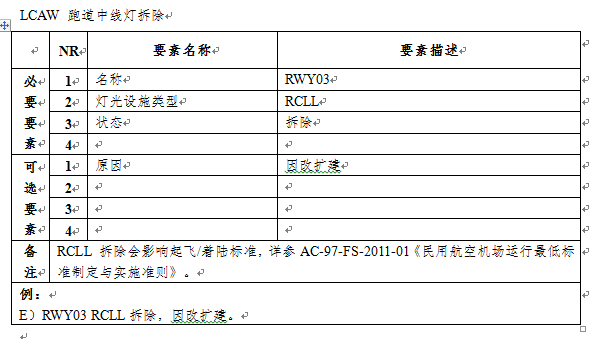 LCAW 跑道中线灯拆除
NR 要素名称 要素描述
必要要素
1 名称 RWY03
2 灯光设施类型 RCLL
3 状态 拆除
4
可选要素
1 原因 因改扩建
2
3
4
备注
RCLL 拆除会影响起飞/着陆标准，详参 AC-97-FS-2011-01《民用航空机场运行最低标
准制定与实施准则》。
例：
E）RWY03 RCLL 拆除，因改扩建。